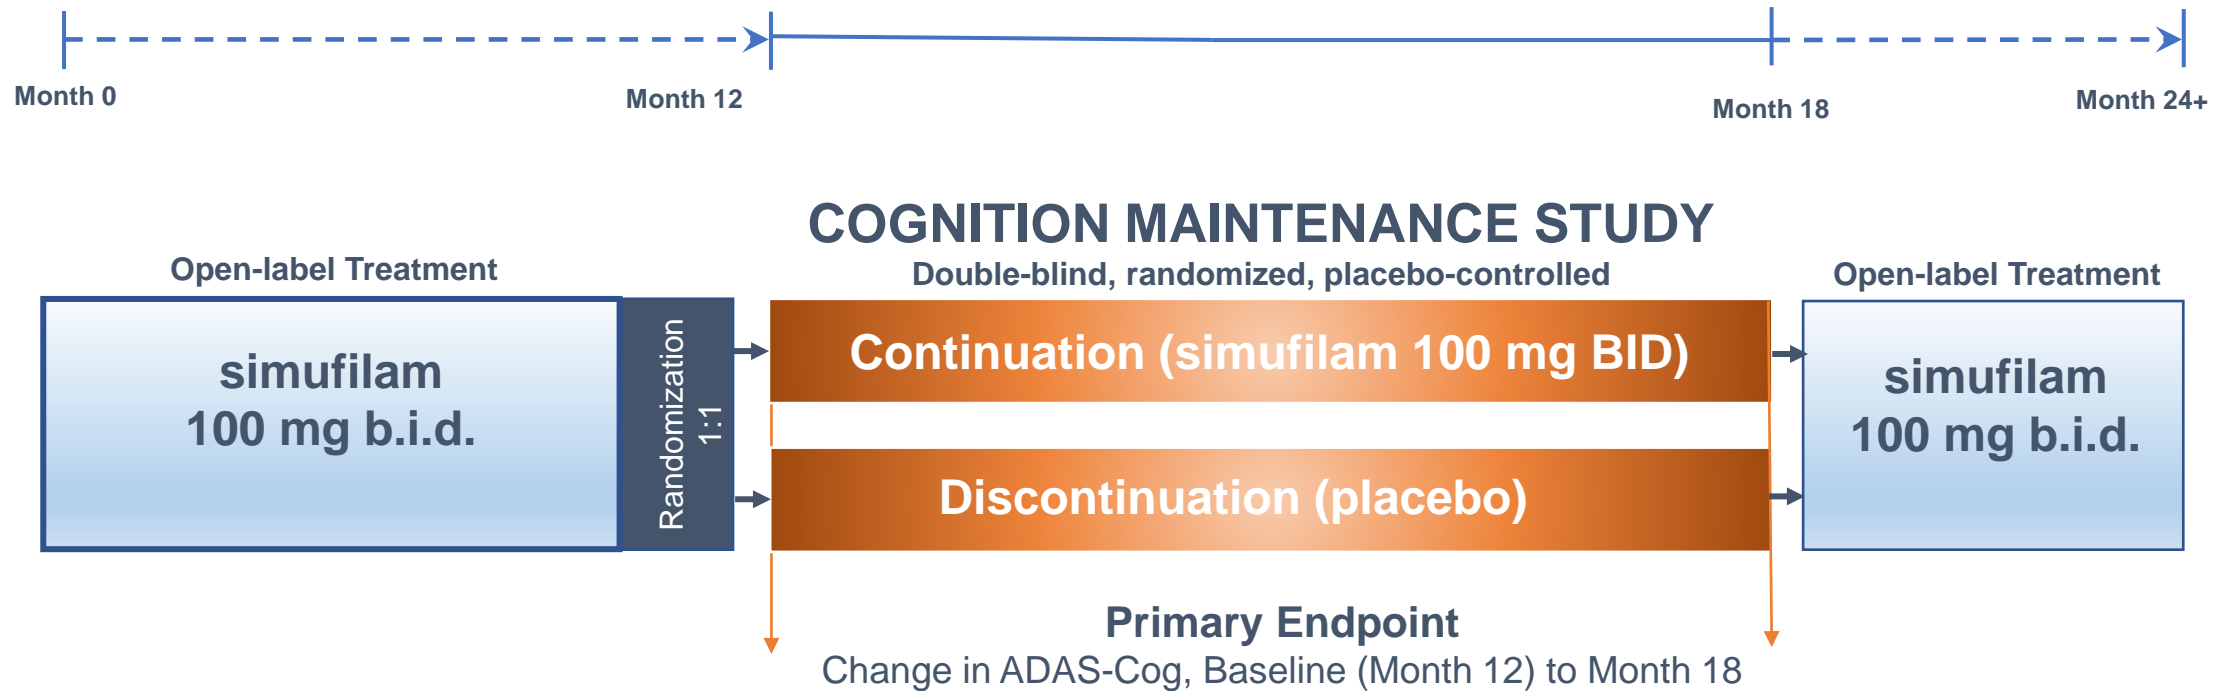 Month 0
Month 12
Month 18
Month 24+
COGNITION MAINTENANCE STUDY
Open-label Treatment
Double-blind, randomized, placebo-controlled
Open-label Treatment
simufilam
100 mg b.i.d.
Randomization
1:1
Continuation (simufilam 100 mg BID)
Discontinuation (placebo)
simufilam
100 mg b.i.d.
Primary Endpoint
Change in ADAS-Cog, Baseline (Month 12) to Month 18